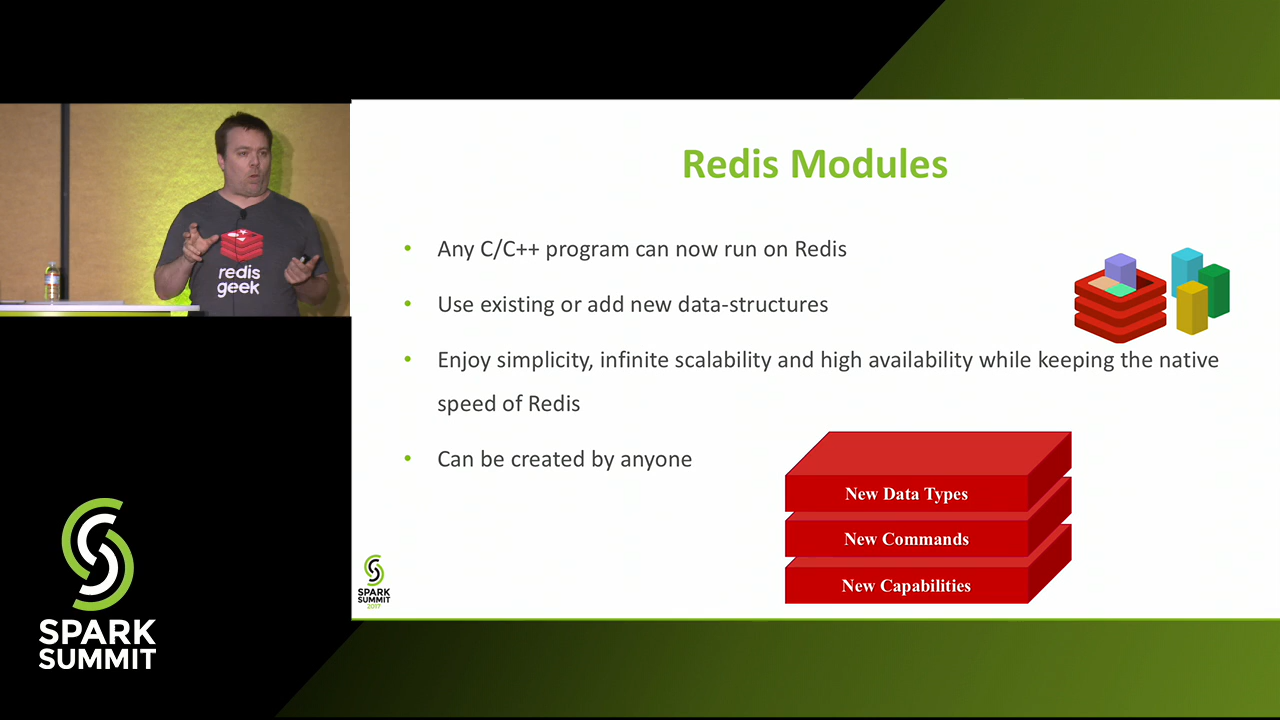 Redis Modules
• Any C/C++ program can now run on Redis
• Use existing or add new data-structures
• Enjoy simplicity, infinite scalability and high availability while keeping the native
speed of Redis
• Can be created by anyone
New Data Types
New Commands
New Capabilities
redis
geek
SPARK
SUMMIT
2017
SPARK
SUMMIT